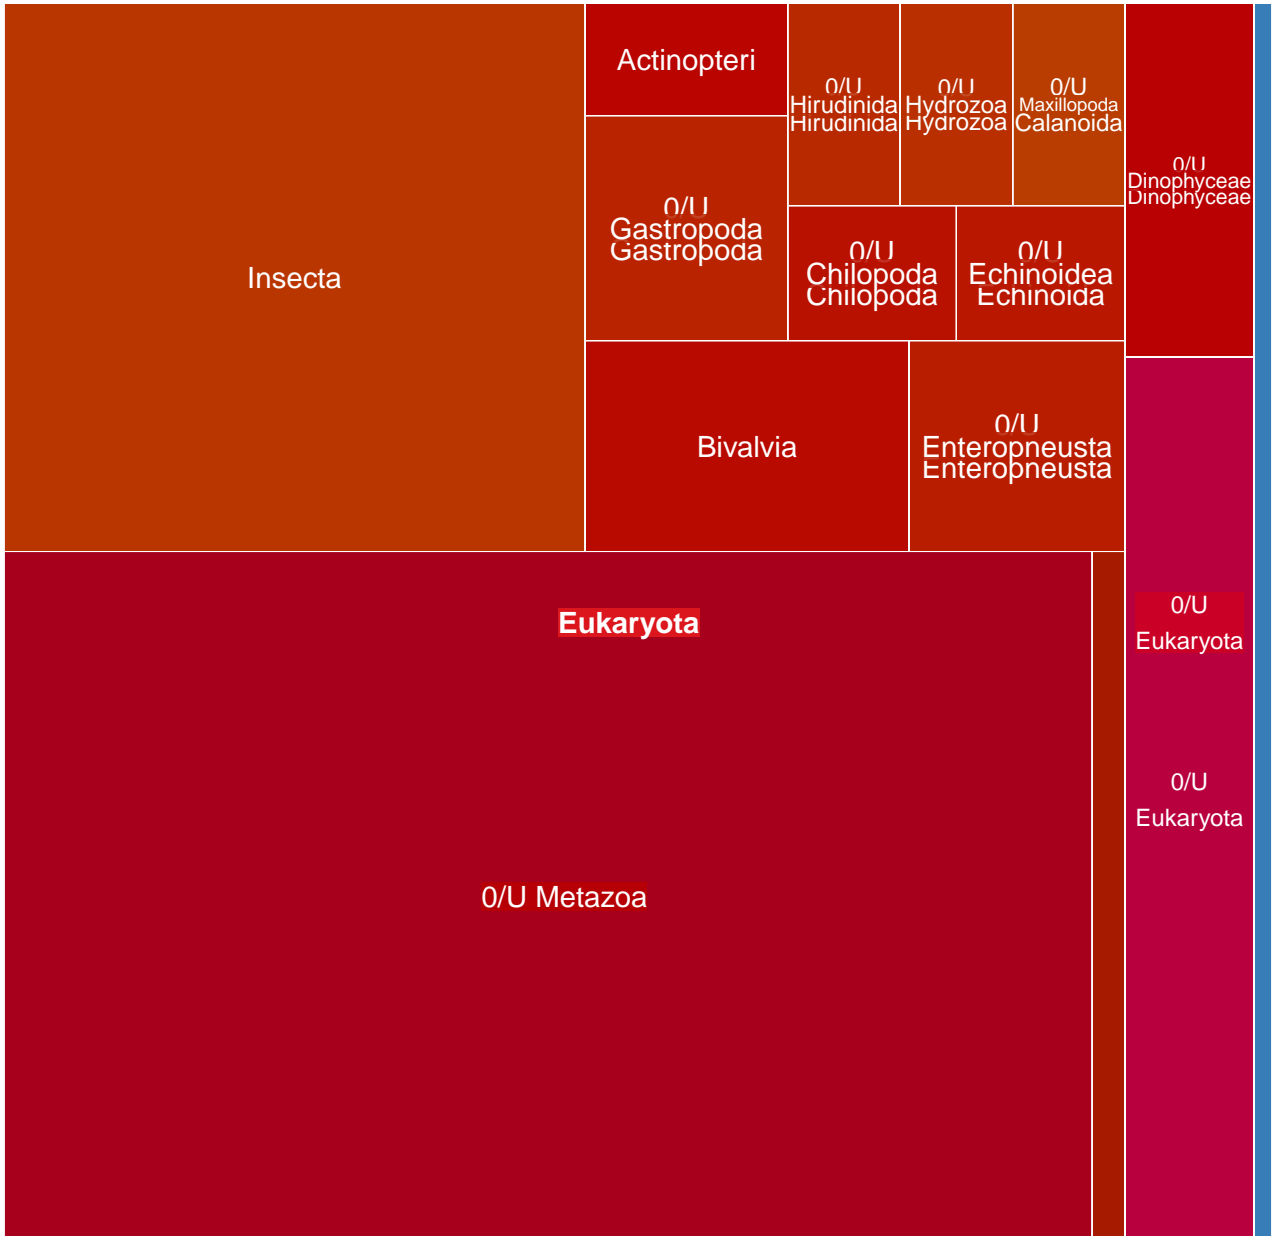 Insecta
Actinopteri
0/U
Gastropoda
Gastropoda
0/U
Hirudinida
Hirudinida
0/U
Hydrozoa
Hydrozoa
0/U
Maxillopoda
Calanoida
0/U
Chilopoda
Chilopoda
0/U
Echinoidea
Echinoida
Bivalvia
0/U
Enteropneusta
Enteropneusta
0/U
Dinophyceae
Dinophyceae
Eukaryota
0/U Metazoa
0/U
Eukaryota
0/U
Eukaryota